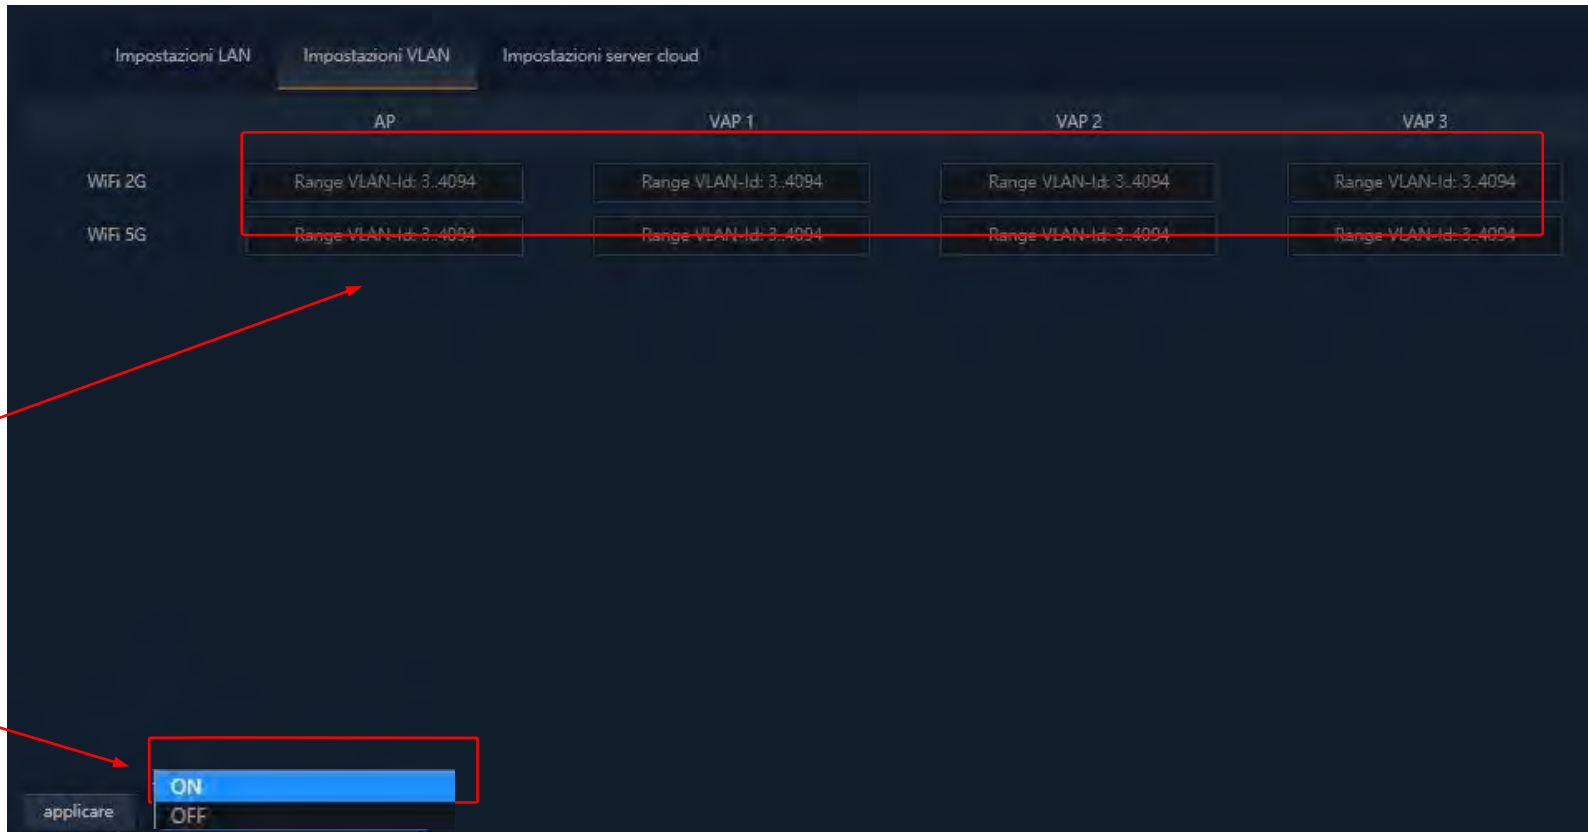 Impostazioni LAN Impostazioni VLAN Impostazioni server cloud
AP VAP 1 VAP 2 VAP 3
WiFi 2G Range VLAN-Id: 3..4094 Range VLAN-Id: 3..4094 Range VLAN-Id: 3..4094 Range VLAN-Id: 3..4094
WiFi 5G Range VLAN-Id: 3..4094 Range VLAN-Id: 3..4094 Range VLAN-Id: 3..4094 Range VLAN-Id: 3..4094
ON
applicare OFF